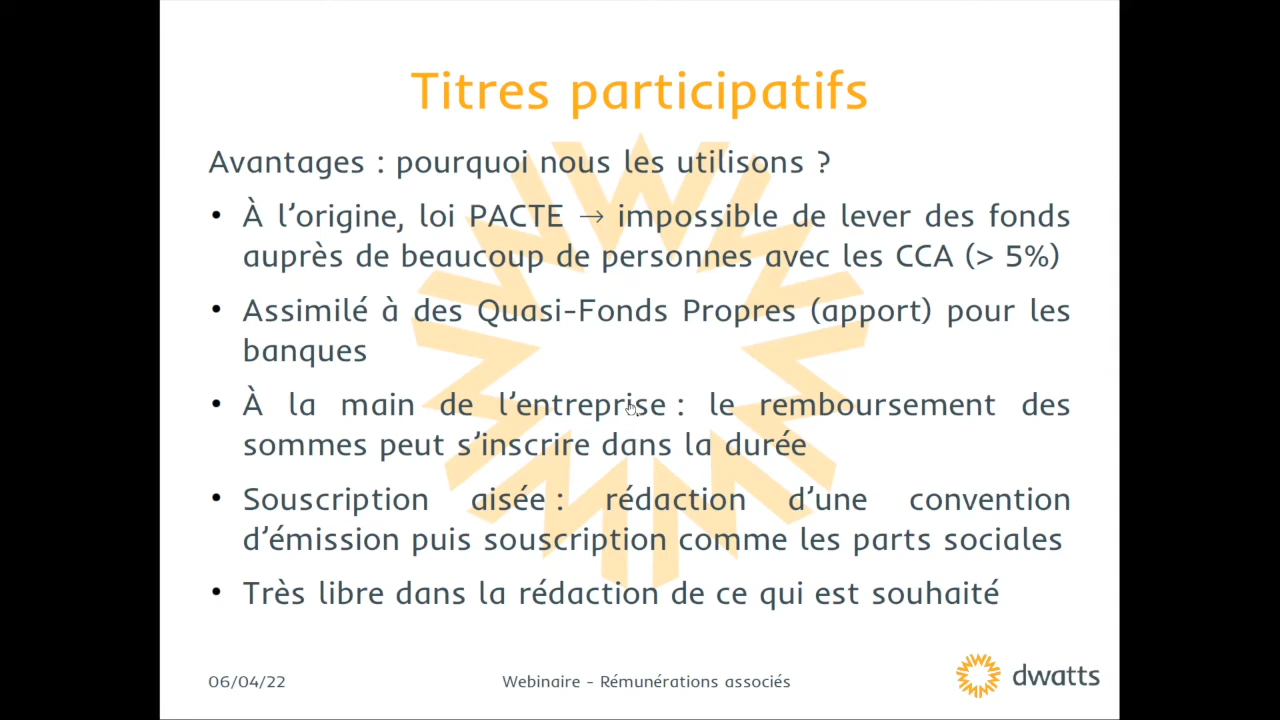 Titres participatifs
Avantages : pourquoi nous les utilisons ?
• À l’origine, loi PACTE → impossible de lever des fonds
auprès de beaucoup de personnes avec les CCA (> 5%)
• Assimilé à des Quasi-Fonds Propres (apport) pour les
banques
• À la main de l’entreprise : le remboursement des
sommes peut s’inscrire dans la durée
• Souscription aisée : rédaction d’une convention
d’émission puis souscription comme les parts sociales
• Très libre dans la rédaction de ce qui est souhaité
06/04/22
Webinaire - Rémunérations associés
dwatts